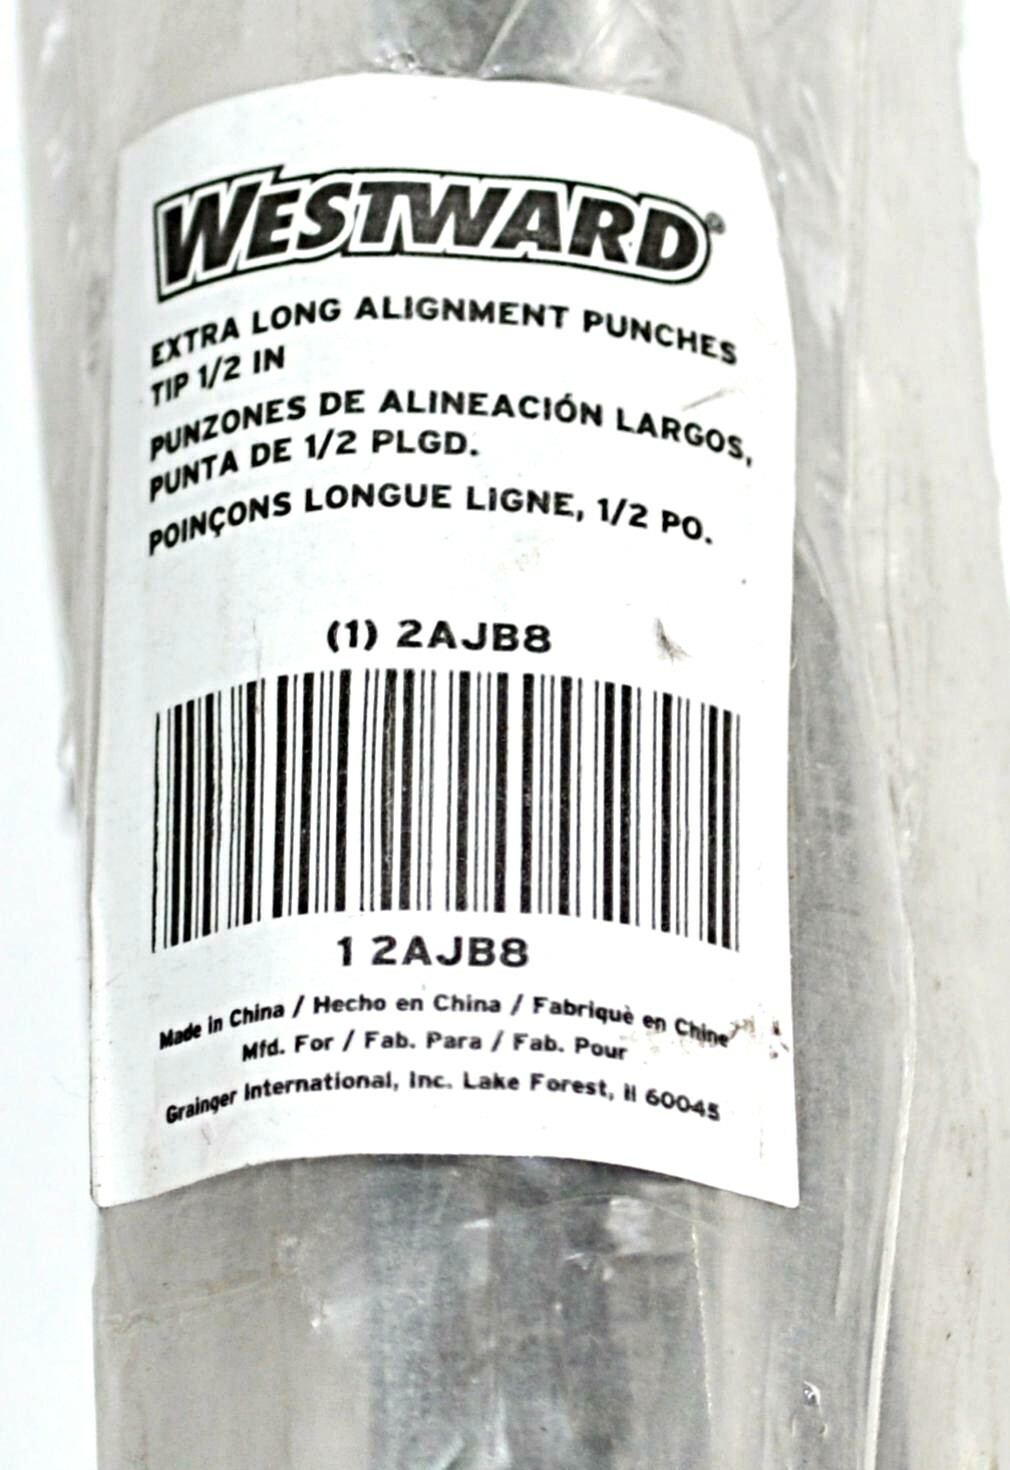 WESTWARD®
EXTRA LONG ALIGNMENT PUNCHES
TIP 1/2 IN
PUNZONES DE ALINEACIÓN LARGOS,
PUNTA DE 1/2 PLGD.
POINÇONS LONGUE LIGNE, 1/2 PO.
(1) 2AJB8
1 2AJB8
Made in China / Hecho en China / Fabriquè en Chine
Mfd. For / Fab. Para / Fab. Pour
Grainger International, Inc. Lake Forest, Il 60045